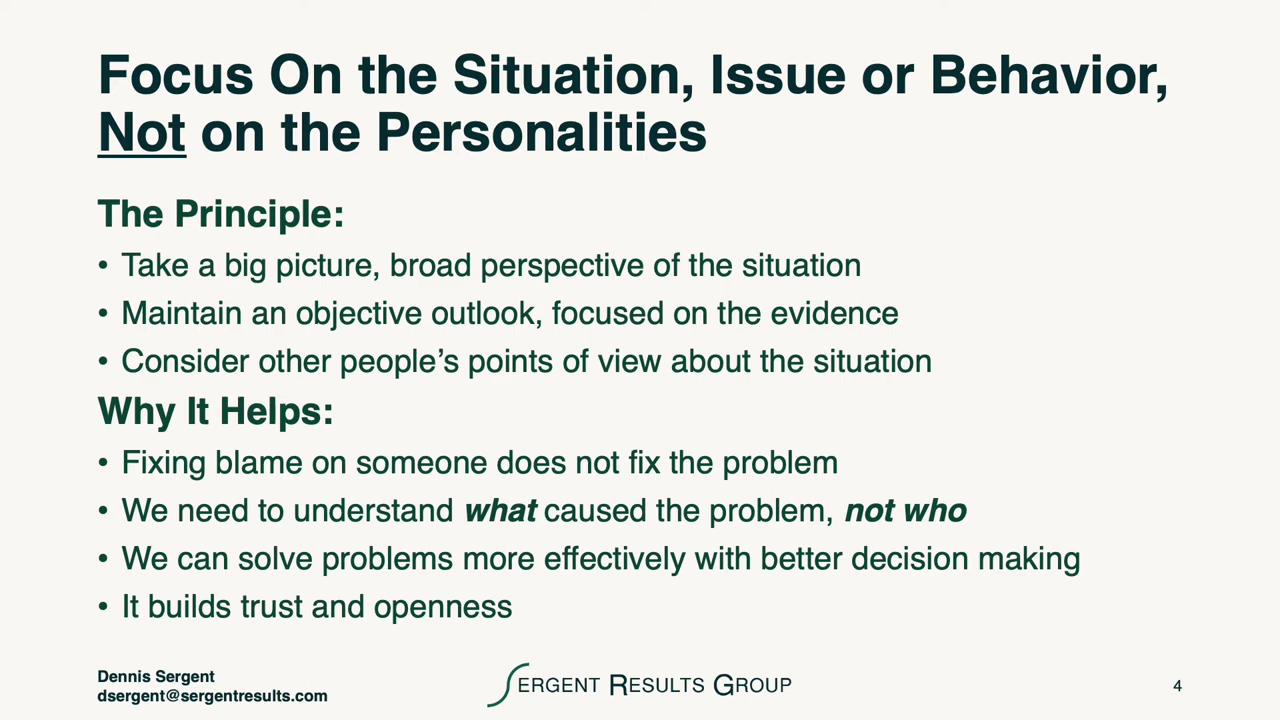 Focus On the Situation, Issue or Behavior,
Not on the Personalities
The Principle:
• Take a big picture, broad perspective of the situation
• Maintain an objective outlook, focused on the evidence
• Consider other people’s points of view about the situation
Why It Helps:
• Fixing blame on someone does not fix the problem
• We need to understand what caused the problem, not who
• We can solve problems more effectively with better decision making
• It builds trust and openness
Dennis Sergent
dsergent@sergentresults.com
SERGENT RESULTS GROUP
4